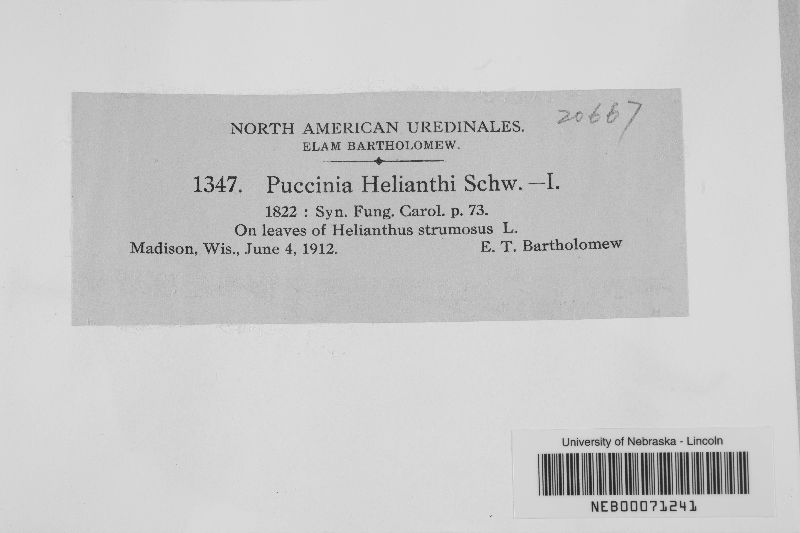 NORTH AMERICAN UREDINALES.
20667
ELAM BARTHOLOMEW.
1347. Puccinia Helianthi Schw. —I.
1822 : Syn. Fung. Carol. p. 73.
On leaves of Helianthus strumosus L.
Madison, Wis., June 4, 1912. E. T. Bartholomew
University of Nebraska - Lincoln
NEB00071241